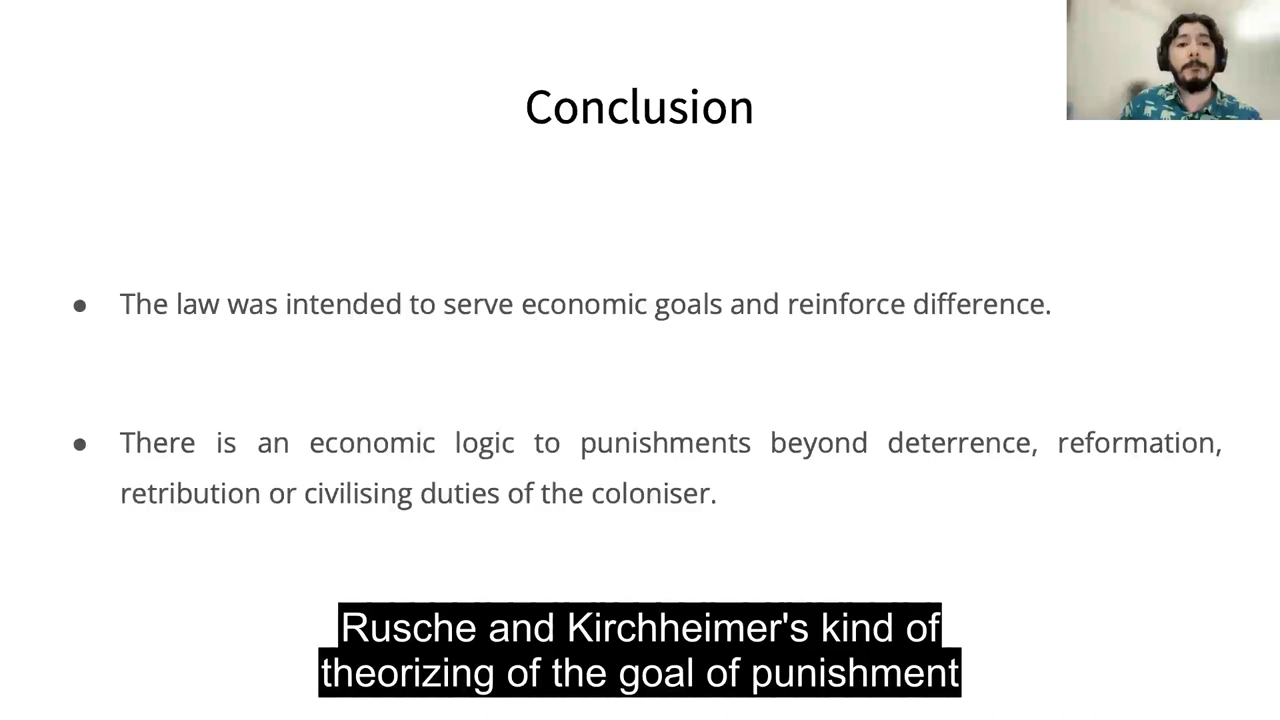 Conclusion
● The law was intended to serve economic goals and reinforce difference.
● There is an economic logic to punishments beyond deterrence, reformation,
retribution or civilising duties of the coloniser.
Rusche and Kirchheimer's kind of
theorizing of the goal of punishment